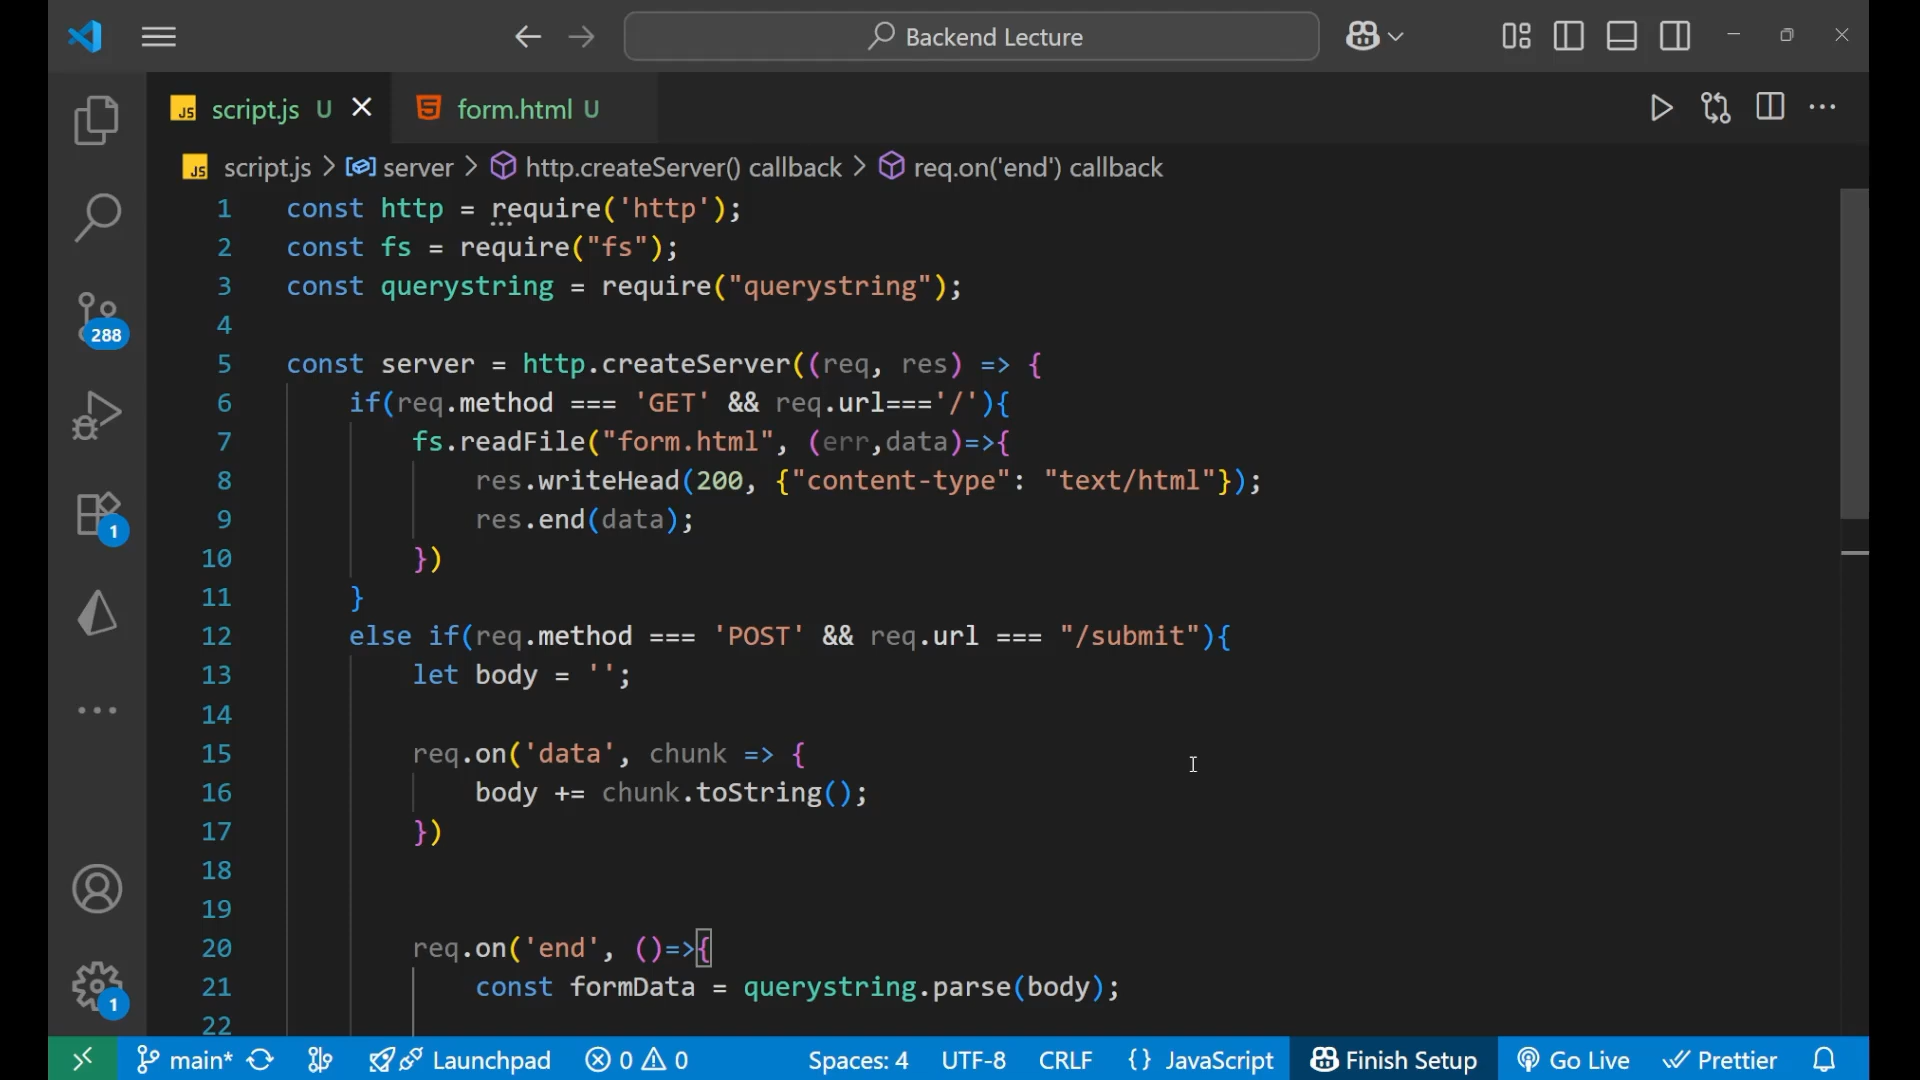 Backend Lecture
JS script.js U
form.html U
JS script.js > server > http.createServer() callback > req.on('end') callback
1 const http = require('http');
2 const fs = require("fs");
3 const querystring = require("querystring");
4
5 const server = http.createServer((req, res) => {
6 if(req.method === 'GET' && req.url==='/'){
7 fs.readFile("form.html", (err,data)=>{
8 res.writeHead(200, {"content-type": "text/html"});
9 res.end(data);
10 })
11 }
12 else if(req.method === 'POST' && req.url === "/submit"){
13 let body = '';
14
15 req.on('data', chunk => {
16 body += chunk.toString();
17 })
18
19
20 req.on('end', ()=>{
21 const formData = querystring.parse(body);
22
288
1
1
main* Launchpad 0 0 Spaces: 4 UTF-8 CRLF {} JavaScript Finish Setup Go Live Prettier